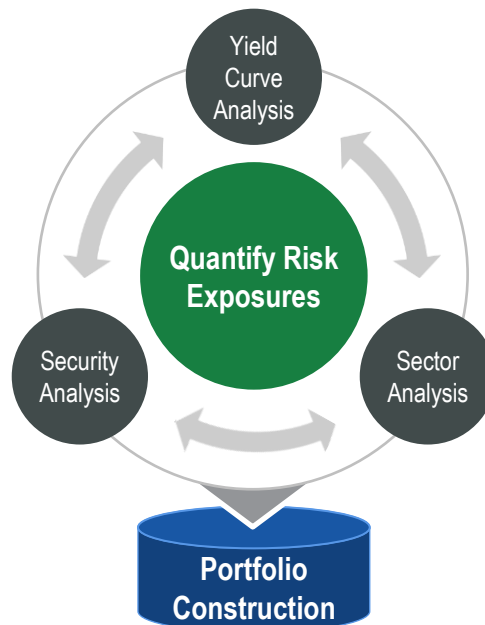 Yield
Curve
Analysis
Quantify Risk
Exposures
Security
Analysis
Sector
Analysis
Portfolio
Construction